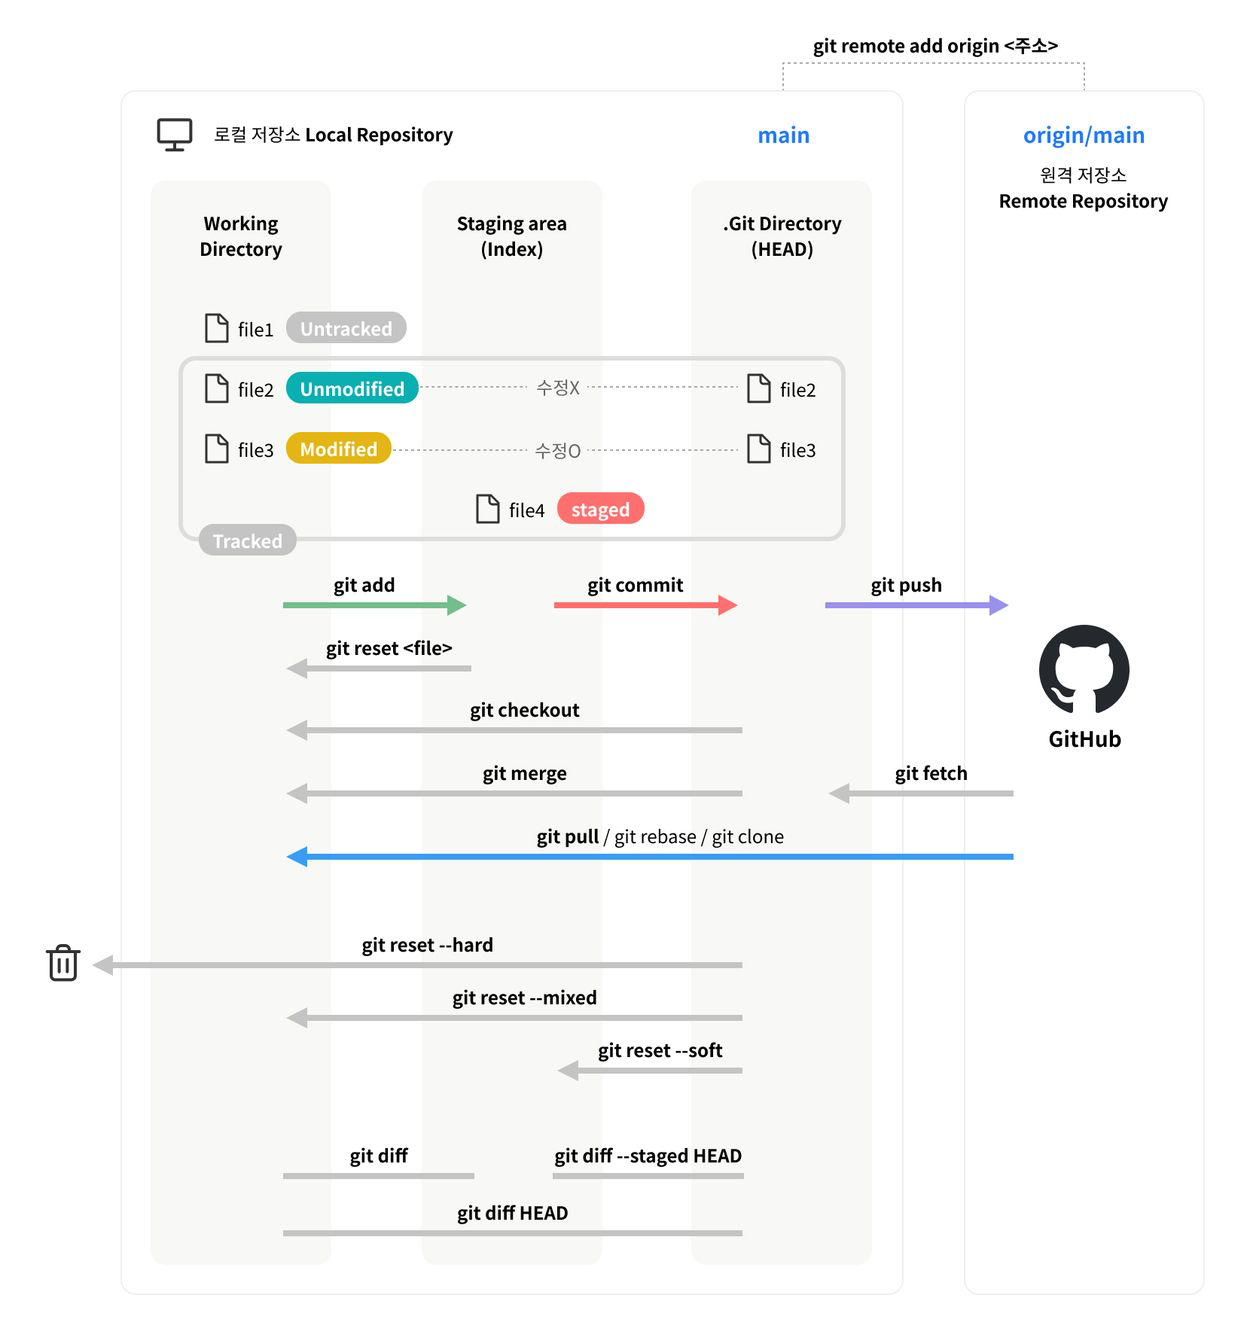 git remote add origin <주소>
로컬 저장소 Local Repository
main
origin/main
원격 저장소
Remote Repository
Working
Directory
Staging area
(Index)
.Git Directory
(HEAD)
file1 Untracked
file2 Unmodified 수정X file2
file3 Modified 수정O file3
file4 staged
Tracked
git add
git commit
git push
git reset <file>
git checkout
GitHub
git merge
git fetch
git pull / git rebase / git clone
git reset --hard
git reset --mixed
git reset --soft
git diff
git diff --staged HEAD
git diff HEAD